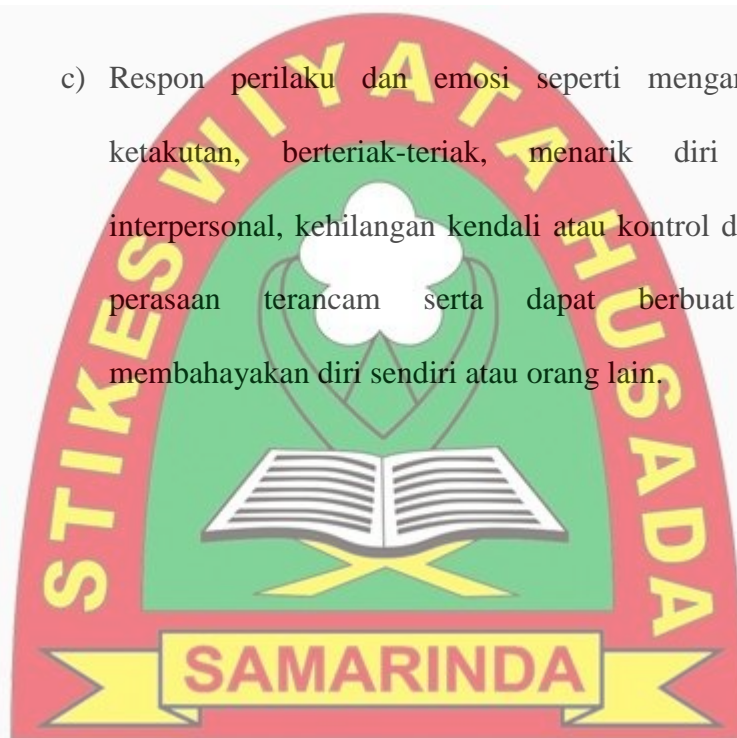 c) Respon perilaku dan emosi seperti
ketakutan, berteriak-teriak, menarik diri
interpersonal, kehilangan kendali atau kontrol
perasaan terancam serta dapat berbuat
membahayakan diri sendiri atau orang lain.
STIKES WIYATA HUSADA
SAMARINDA